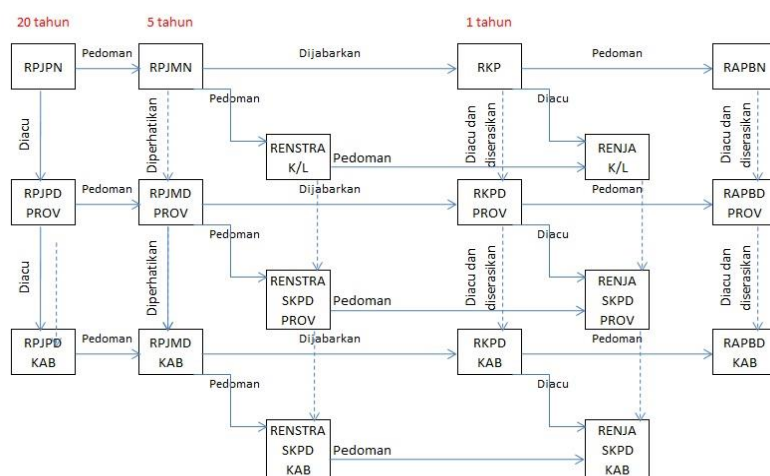 20 tahun
5 tahun
1 tahun
RPJPN
Pedoman
RPJMN
Dijabarkan
RKP
Pedoman
RAPBN
Diacu
Diperhatikan
Pedoman
Diacu dan
diserasikan
Diacu
Diacu dan
diserasikan
RENSTRA
K/L
Pedoman
RENJA
K/L
RPJPD
PROV
Pedoman
RPJMD
PROV
Dijabarkan
RKPD
PROV
Pedoman
RAPBD
PROV
Diacu
Diperhatikan
Pedoman
Diacu dan
diserasikan
Diacu
Diacu dan
diserasikan
RENSTRA
SKPD
PROV
Pedoman
RENJA
SKPD
PROV
RPJPD
KAB
Pedoman
RPJMD
KAB
Dijabarkan
RKPD
KAB
Pedoman
RAPBD
KAB
Pedoman
Diacu
RENSTRA
SKPD
KAB
Pedoman
RENJA
SKPD
KAB